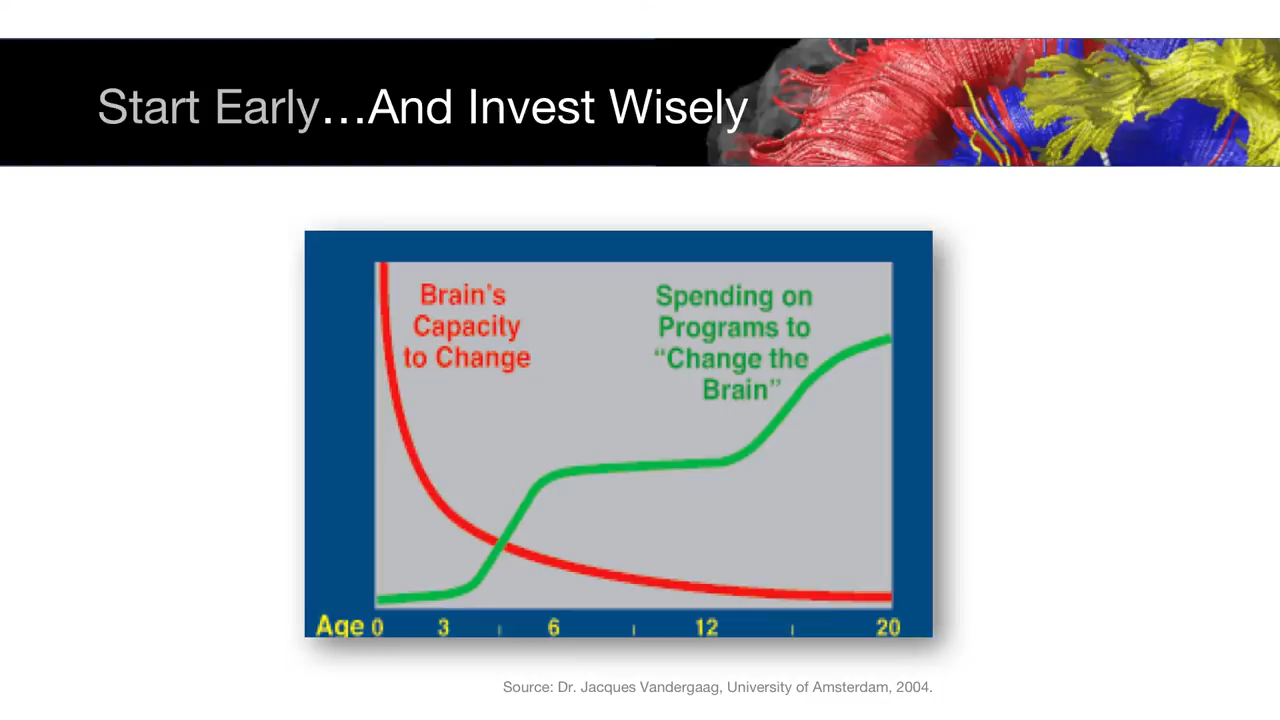 Start Early…And Invest Wisely
Brain's
Capacity
to Change
Spending on
Programs to
“Change the
Brain”
Age 0 3 6 12 20
Source: Dr. Jacques Vandergaag, University of Amsterdam, 2004.